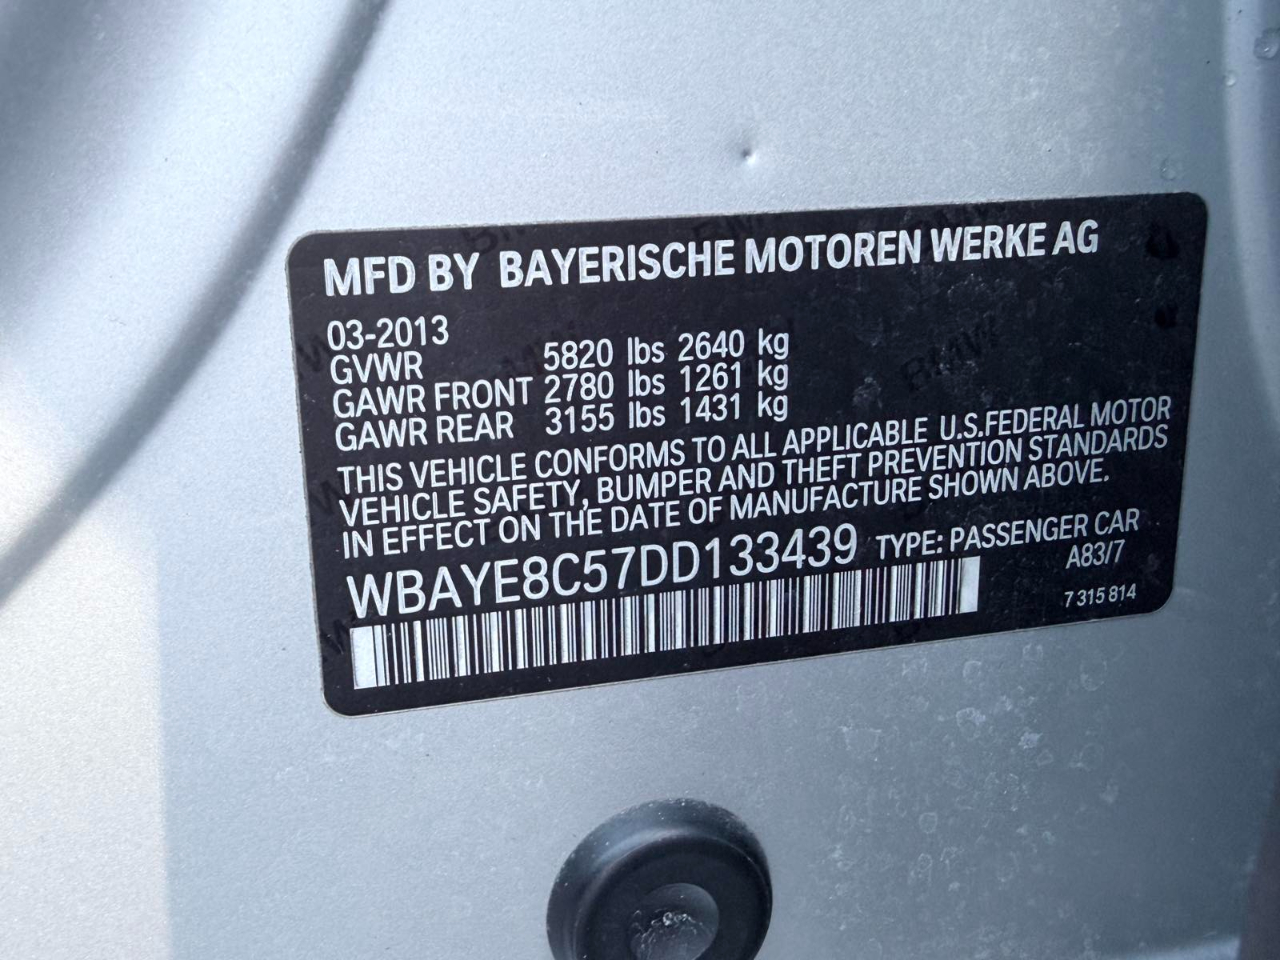 MFD BY BAYERISCHE MOTOREN WERKE AG
03-2013
GVWR 5820 lbs 2640 kg
GAWR FRONT 2780 lbs 1261 kg
GAWR REAR 3155 lbs 1431 kg
THIS VEHICLE CONFORMS TO ALL APPLICABLE U.S.FEDERAL MOTOR
VEHICLE SAFETY, BUMPER AND THEFT PREVENTION STANDARDS
IN EFFECT ON THE DATE OF MANUFACTURE SHOWN ABOVE.
WBAYE8C57DD133439 TYPE: PASSENGER CAR
A83/7
7 315 814